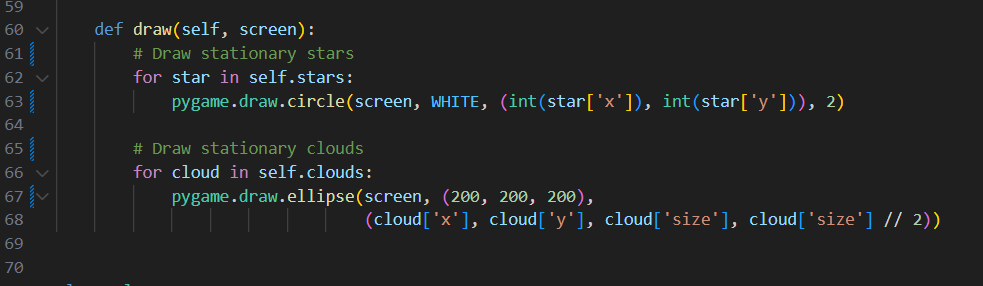 59
60 def draw(self, screen):
61 # Draw stationary stars
62 for star in self.stars:
63 pygame.draw.circle(screen, WHITE, (int(star['x']), int(star['y'])), 2)
64
65 # Draw stationary clouds
66 for cloud in self.clouds:
67 pygame.draw.ellipse(screen, (200, 200, 200),
68 (cloud['x'], cloud['y'], cloud['size'], cloud['size'] // 2))
69
70